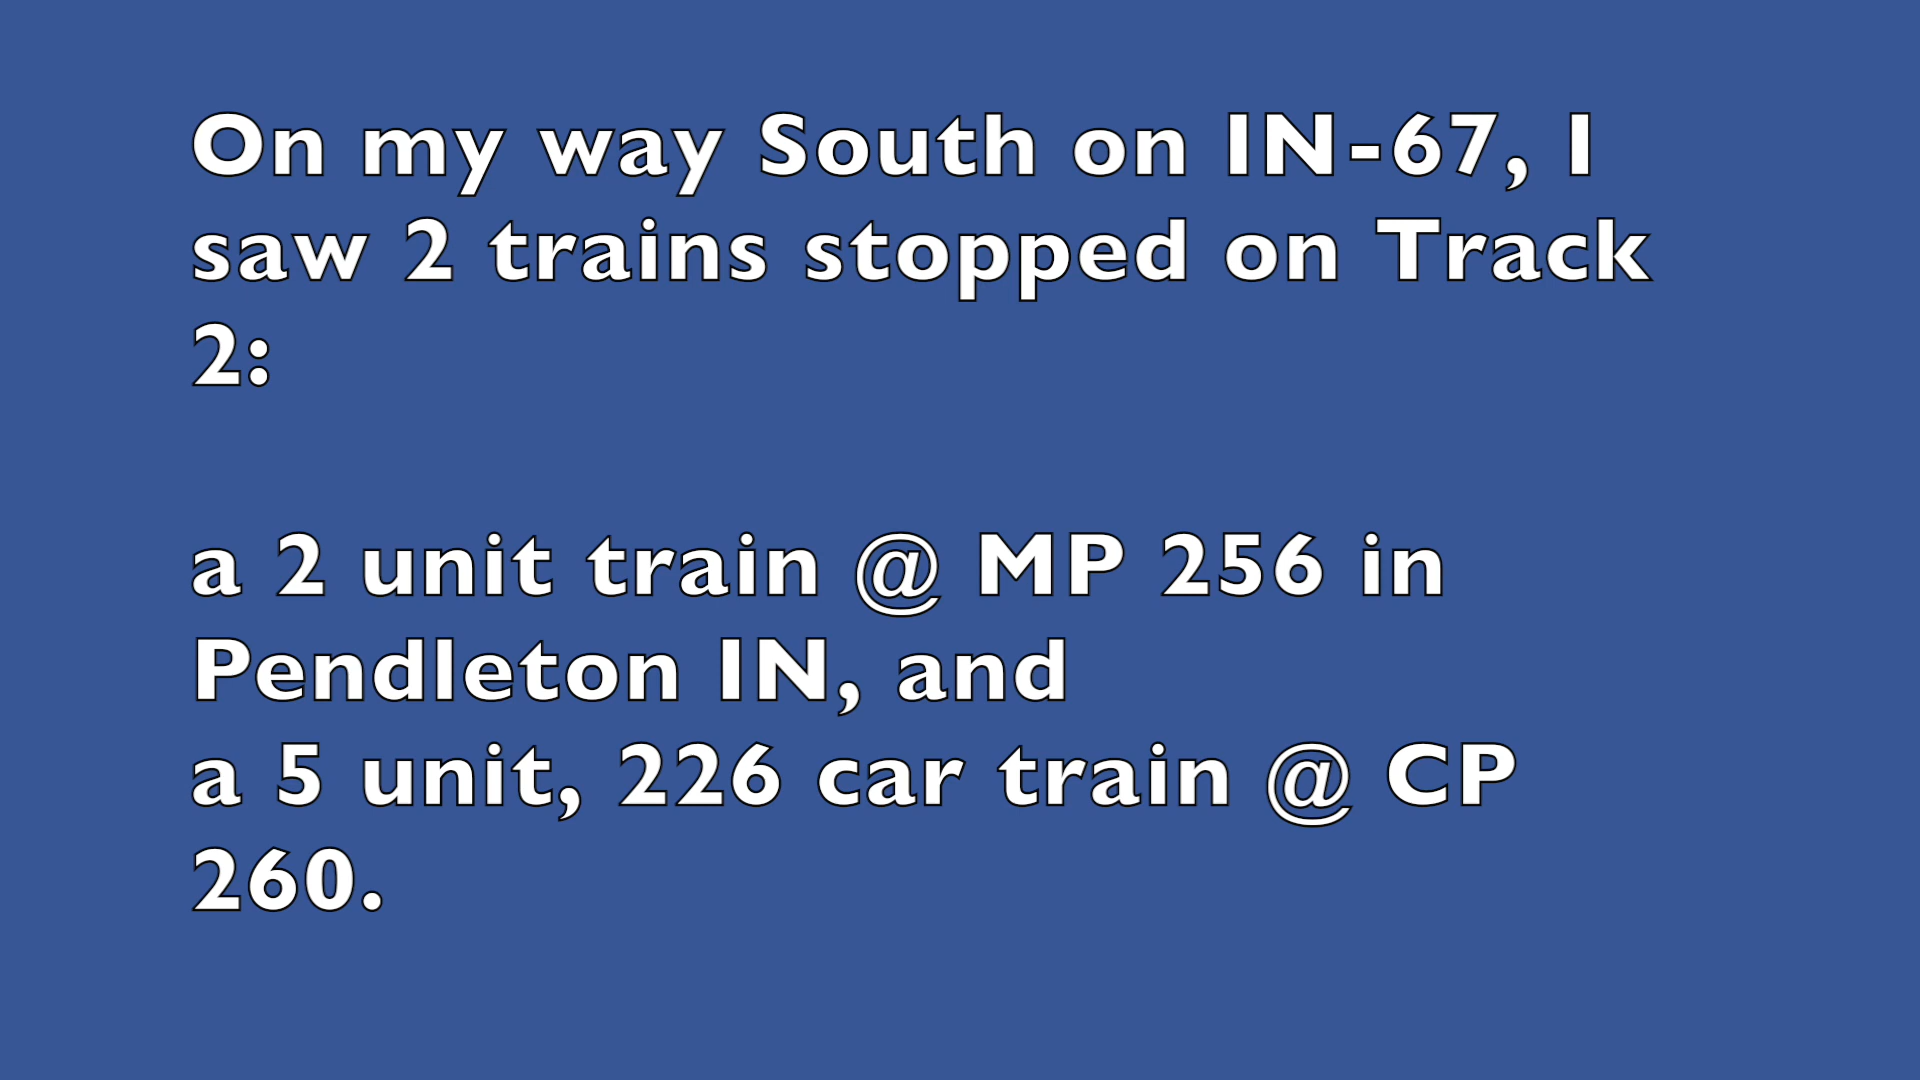 On my way South on IN-67, I
saw 2 trains stopped on Track
2:
a 2 unit train @ MP 256 in
Pendleton IN, and
a 5 unit, 226 car train @ CP
260.